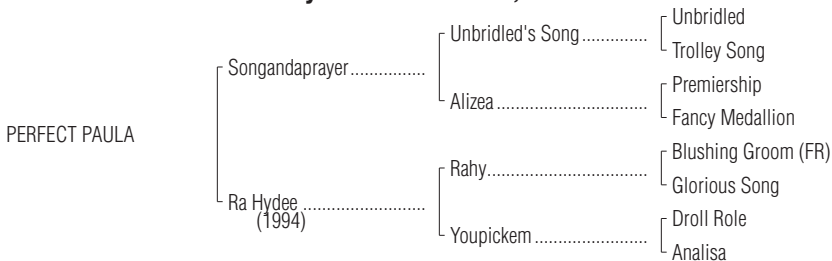 Unbridled
Unbridled's Song
Trolley Song
Songandaprayer
Premiership
Alizea
Fancy Medallion
PERFECT PAULA
Blushing Groom (FR)
Rahy
Glorious Song
Ra Hydee
(1994)
Droll Role
Youpickem
Analisa